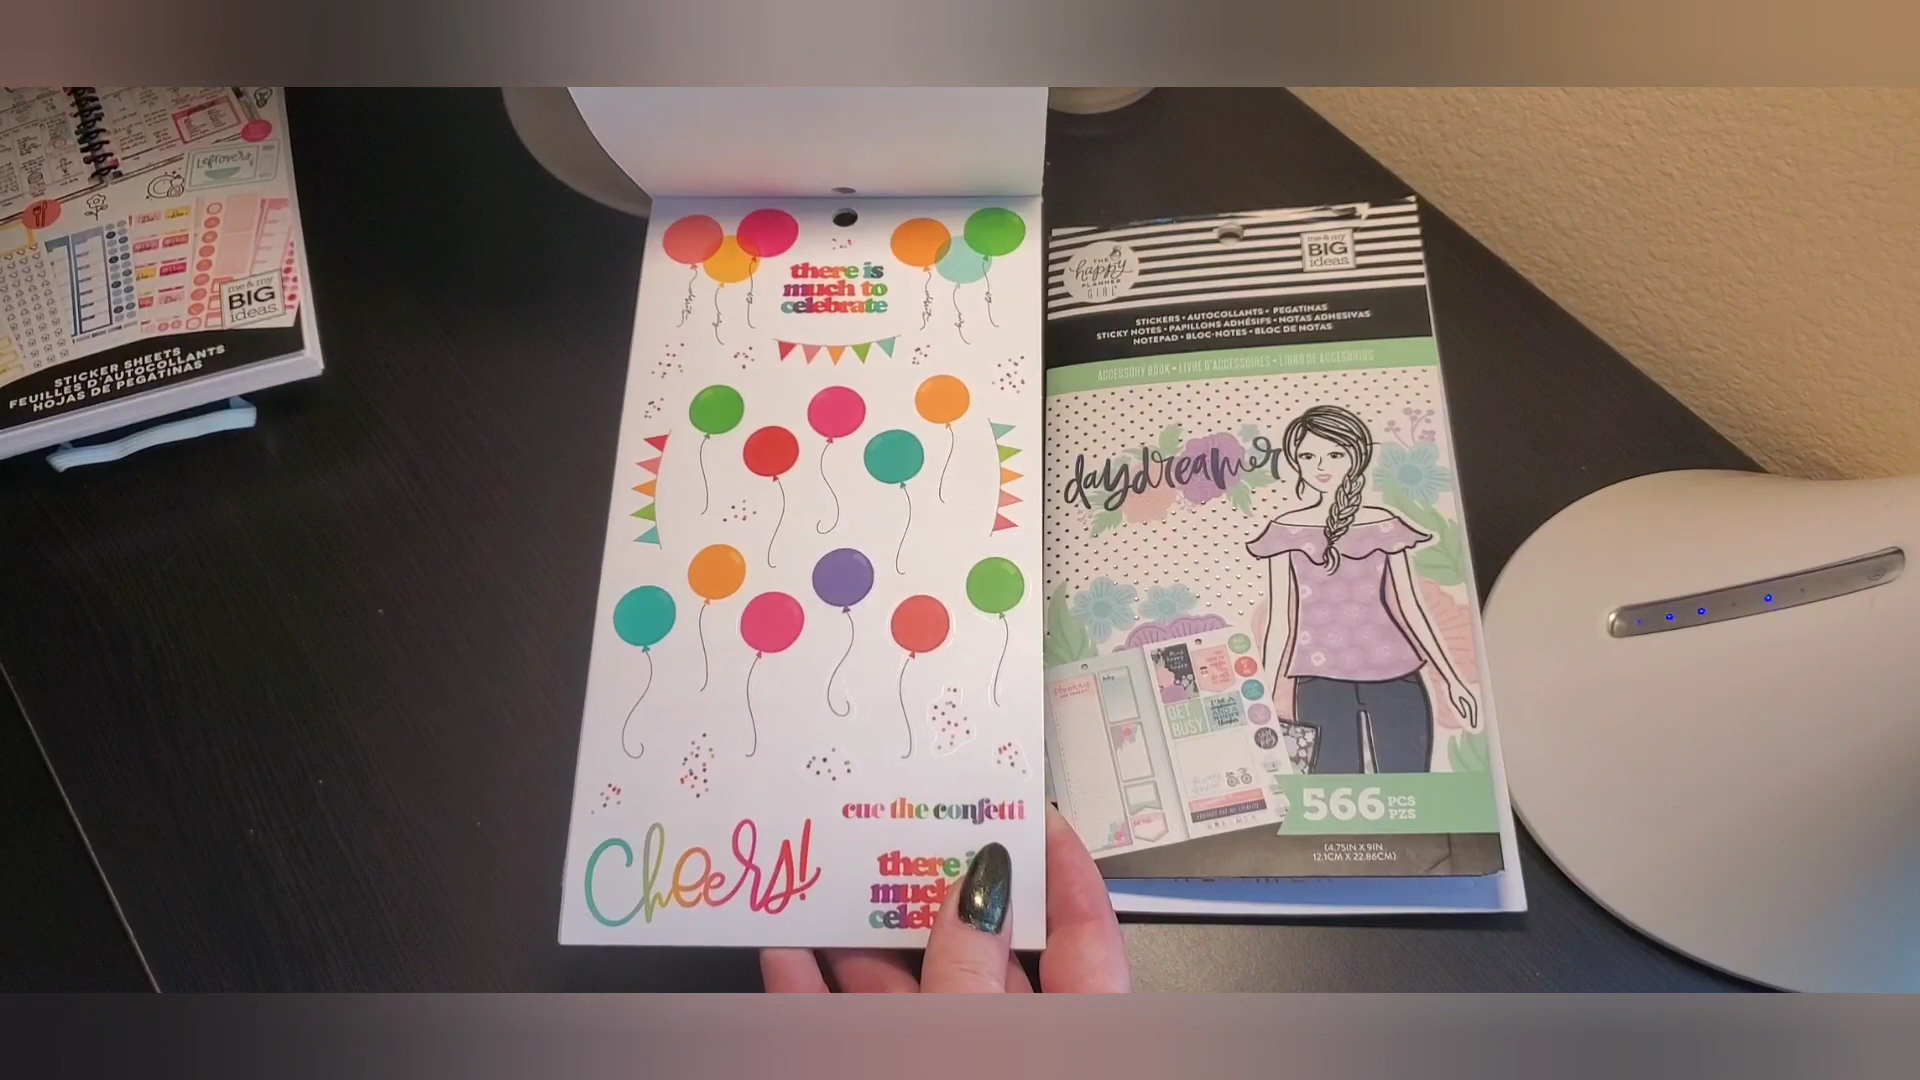 Leftovers
me & my
BIG
ideas
STICKER SHEETS
FEUILLES D'AUTOCOLLANTS
HOJAS DE PEGATINAS
there is
much to
celebrate
cue the confetti
Cheers!
there
much
celeb
THE
happy
PLANNER
GIRL
me & my
BIG
ideas
STICKERS • AUTOCOLLANTS • PEGATINAS
STICKY NOTES • PAPILLONS ADHÉSIFS • NOTAS ADHESIVAS
NOTEPAD • BLOC-NOTES • BLOC DE NOTAS
ACCESSORY BOOK • LIVRE D'ACCESSOIRES • LIBRO DE ACCESORIOS
daydreamer
GET
BUSY
566 PCS
PZS
(4.75IN X 9IN
12.1CM X 22.86CM)